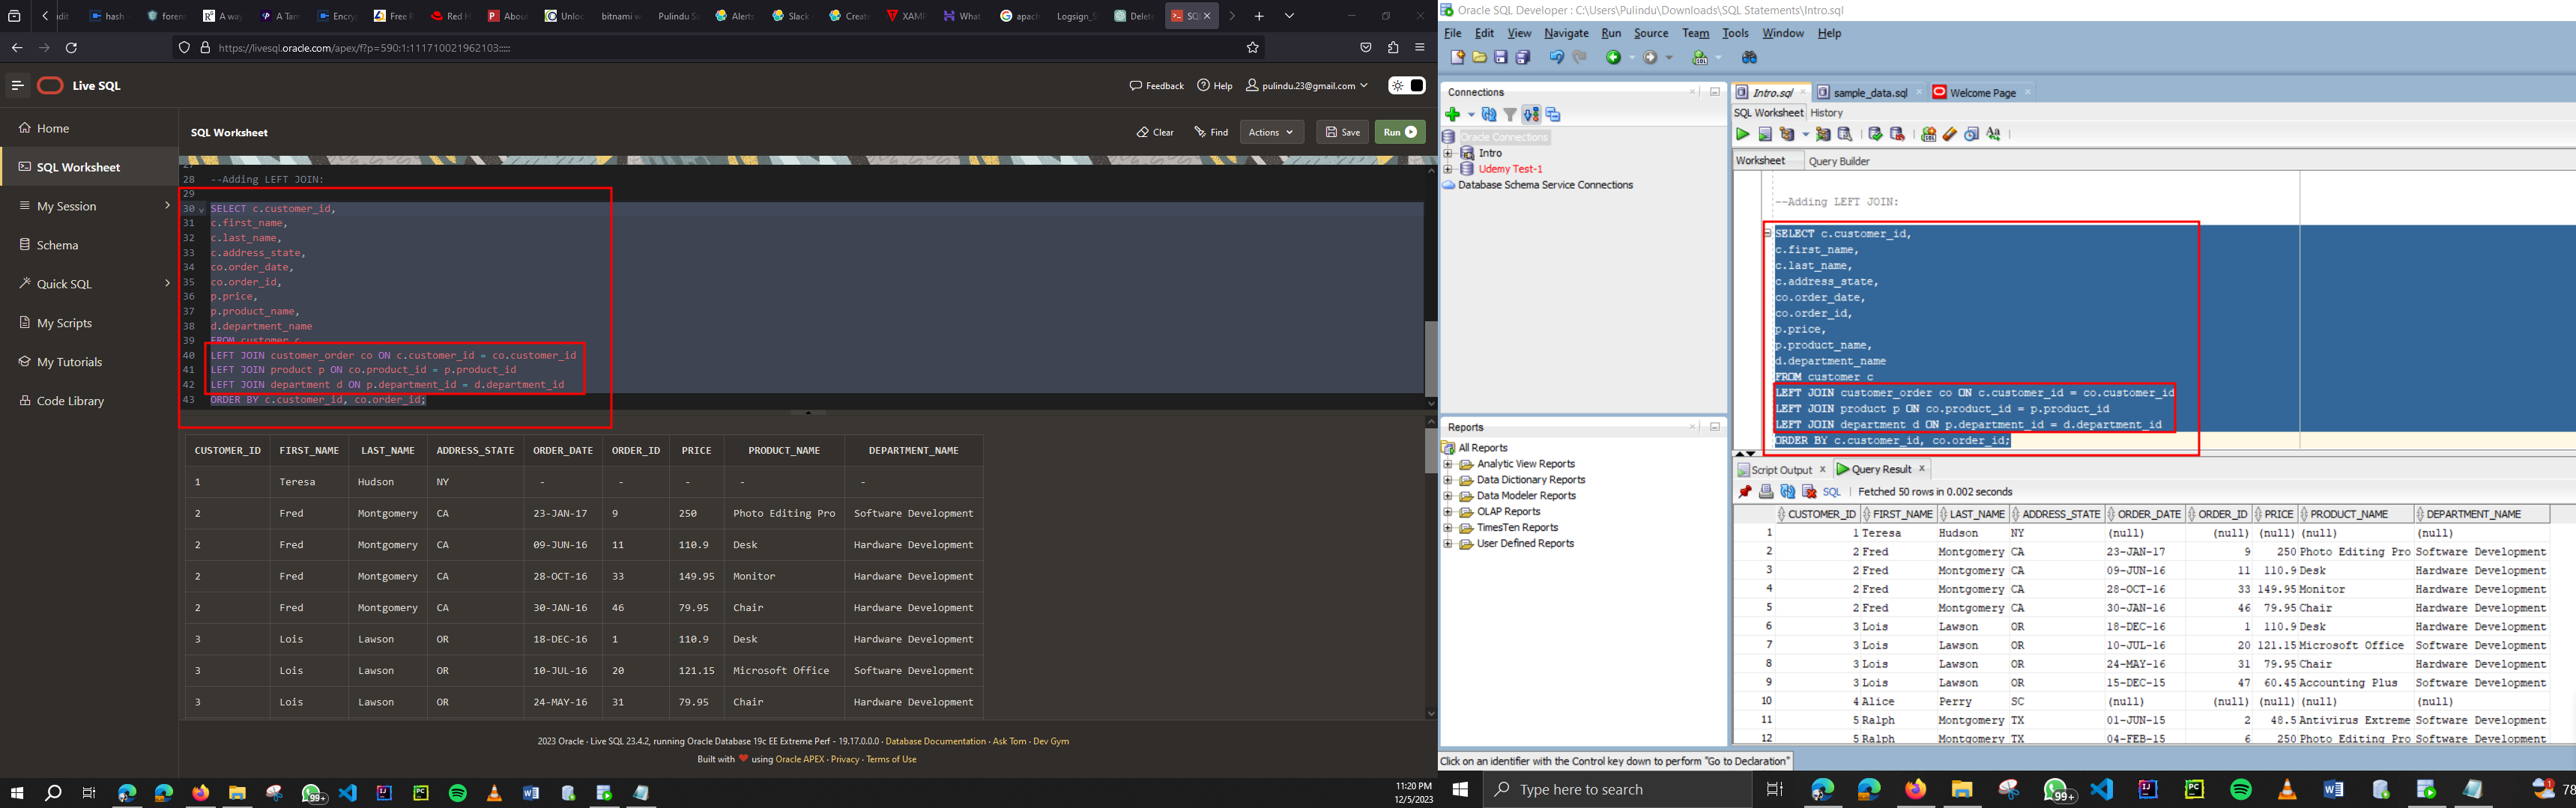 hash
forens
A way
A Tam
Encryp
Free R
Red H
About
Unloc
bitnami w
Pulindu Sa
Alerts
Slack
Create
XAMP
What
apach
Logsign_S
Delete
SQL
https://livesql.oracle.com/apex/f?p=590:1:111710021962103:::::
Live SQL
Feedback
Help
pulindu.23@gmail.com
Home
SQL Worksheet
My Session
Schema
Quick SQL
My Scripts
My Tutorials
Code Library
SQL Worksheet
Clear
Find
Actions
Save
Run
28 --Adding LEFT JOIN:
29
30 SELECT c.customer_id,
31 c.first_name,
32 c.last_name,
33 c.address_state,
34 co.order_date,
35 co.order_id,
36 p.price,
37 p.product_name,
38 d.department_name
39 FROM customer c
40 LEFT JOIN customer_order co ON c.customer_id = co.customer_id
41 LEFT JOIN product p ON co.product_id = p.product_id
42 LEFT JOIN department d ON p.department_id = d.department_id
43 ORDER BY c.customer_id, co.order_id;
CUSTOMER_ID FIRST_NAME LAST_NAME ADDRESS_STATE ORDER_DATE ORDER_ID PRICE PRODUCT_NAME DEPARTMENT_NAME
1 Teresa Hudson NY - - - - -
2 Fred Montgomery CA 23-JAN-17 9 250 Photo Editing Pro Software Development
2 Fred Montgomery CA 09-JUN-16 11 110.9 Desk Hardware Development
2 Fred Montgomery CA 28-OCT-16 33 149.95 Monitor Hardware Development
2 Fred Montgomery CA 30-JAN-16 46 79.95 Chair Hardware Development
3 Lois Lawson OR 18-DEC-16 1 110.9 Desk Hardware Development
3 Lois Lawson OR 10-JUL-16 20 121.15 Microsoft Office Software Development
3 Lois Lawson OR 24-MAY-16 31 79.95 Chair Hardware Development
2023 Oracle · Live SQL 23.4.2, running Oracle Database 19c EE Extreme Perf - 19.17.0.0.0 · Database Documentation · Ask Tom · Dev Gym
Built with ❤ using Oracle APEX · Privacy · Terms of Use
99+
11:20 PM
12/5/2023
Oracle SQL Developer : C:\Users\Pulindu\Downloads\SQL Statements\Intro.sql
File Edit View Navigate Run Source Team Tools Window Help
Connections
Oracle Connections
Intro
Udemy Test-1
Database Schema Service Connections
Reports
All Reports
Analytic View Reports
Data Dictionary Reports
Data Modeler Reports
OLAP Reports
TimesTen Reports
User Defined Reports
Intro.sql
sample_data.sql
Welcome Page
SQL Worksheet History
Worksheet Query Builder
--Adding LEFT JOIN:
SELECT c.customer_id,
c.first_name,
c.last_name,
c.address_state,
co.order_date,
co.order_id,
p.price,
p.product_name,
d.department_name
FROM customer c
LEFT JOIN customer_order co ON c.customer_id = co.customer_id
LEFT JOIN product p ON co.product_id = p.product_id
LEFT JOIN department d ON p.department_id = d.department_id
ORDER BY c.customer_id, co.order_id;
Script Output
Query Result
SQL Fetched 50 rows in 0.002 seconds
CUSTOMER_ID FIRST_NAME LAST_NAME ADDRESS_STATE ORDER_DATE ORDER_ID PRICE PRODUCT_NAME DEPARTMENT_NAME
1 1 Teresa Hudson NY (null) (null) (null) (null) (null)
2 2 Fred Montgomery CA 23-JAN-17 9 250 Photo Editing Pro Software Development
3 2 Fred Montgomery CA 09-JUN-16 11 110.9 Desk Hardware Development
4 2 Fred Montgomery CA 28-OCT-16 33 149.95 Monitor Hardware Development
5 2 Fred Montgomery CA 30-JAN-16 46 79.95 Chair Hardware Development
6 3 Lois Lawson OR 18-DEC-16 1 110.9 Desk Hardware Development
7 3 Lois Lawson OR 10-JUL-16 20 121.15 Microsoft Office Software Development
8 3 Lois Lawson OR 24-MAY-16 31 79.95 Chair Hardware Development
9 3 Lois Lawson OR 15-DEC-15 47 60.45 Accounting Plus Software Development
10 4 Alice Perry SC (null) (null) (null) (null) (null)
11 5 Ralph Montgomery TX 01-JUN-15 2 48.5 Antivirus Extreme Software Development
12 5 Ralph Montgomery TX 04-FEB-15 6 250 Photo Editing Pro Software Development
Click on an identifier with the Control key down to perform "Go to Declaration"
Type here to search
99+